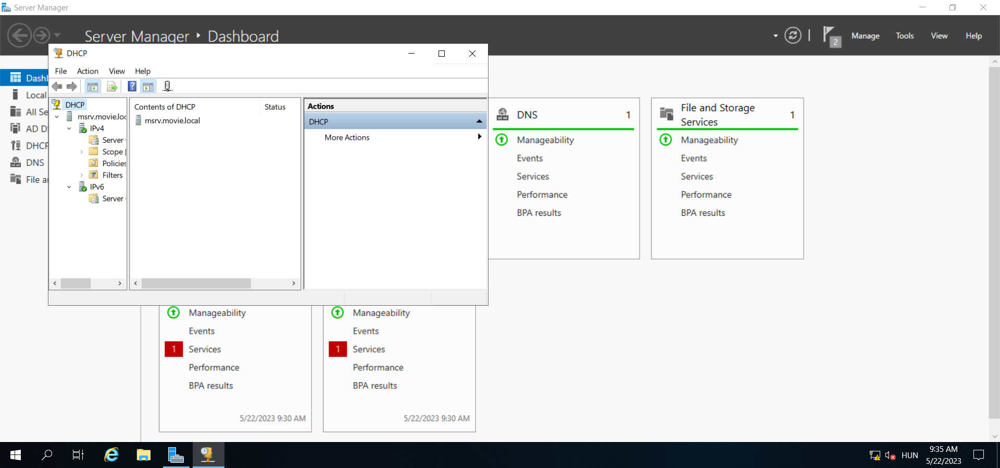 Server Manager
Server Manager ‣ Dashboard
2
Manage
Tools
View
Help
DHCP
File
Action
View
Help
Dashl
Local
All Se
AD D
DHCP
DNS
File a
DHCP
msrv.movie.loc
IPv4
Server
Scope [
Policies
Filters
IPv6
Server
Contents of DHCP
Status
msrv.movie.local
Actions
DHCP
More Actions
DNS
1
Manageability
Events
Services
Performance
BPA results
File and Storage
Services
1
Manageability
Events
Services
Performance
BPA results
Manageability
Events
1
Services
Performance
BPA results
5/22/2023 9:30 AM
Manageability
Events
1
Services
Performance
BPA results
5/22/2023 9:30 AM
HUN
9:35 AM
5/22/2023